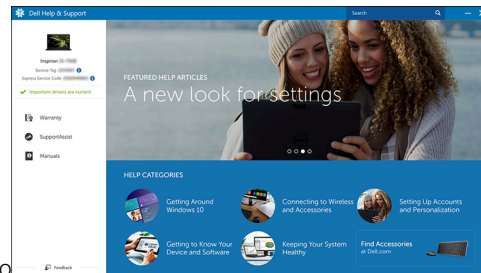 Dell Help & Support
Search
Inspiron
Service Tag
Express Service Code
Important drivers are current
Warranty
SupportAssist
Manuals
Feedback
FEATURED HELP ARTICLES
A new look for settings
HELP CATEGORIES
Getting Around
Windows 10
Connecting to Wireless
and Accessories
Setting Up Accounts
and Personalization
Getting to Know Your
Device and Software
Keeping Your System
Healthy
Find Accessories
at Dell.com